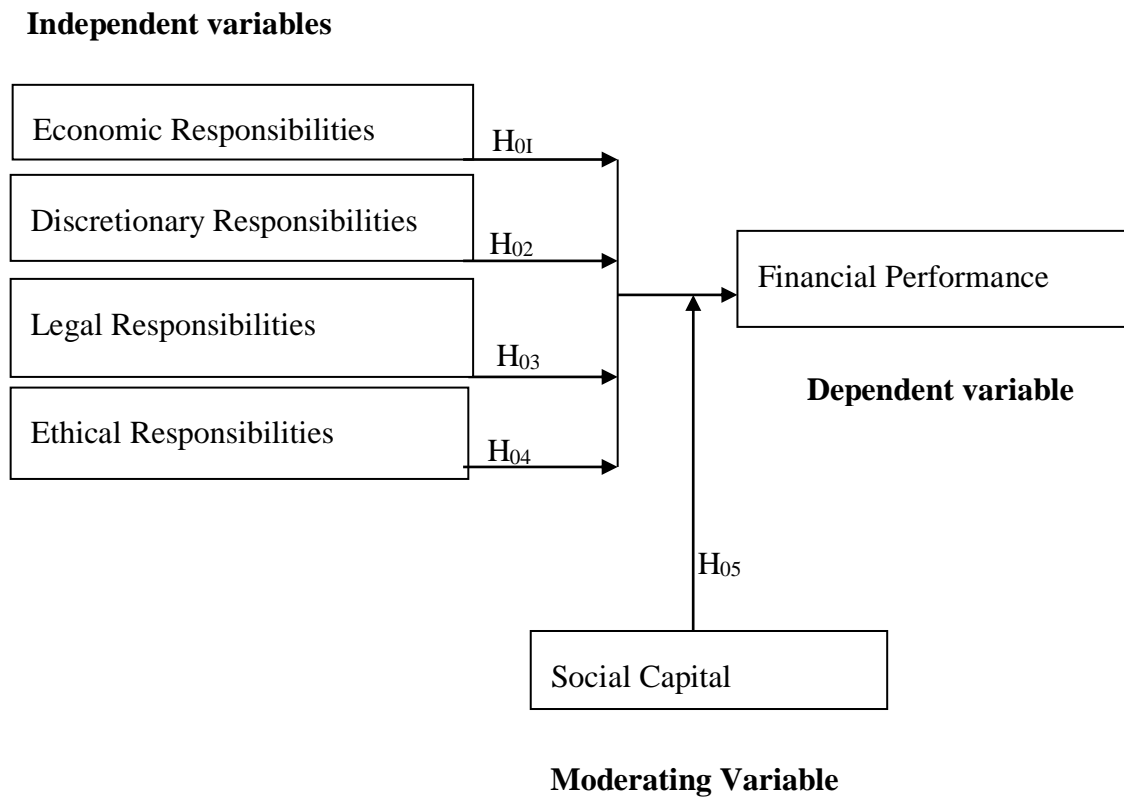 Independent variables
Economic Responsibilities
H0I
Discretionary Responsibilities
H02
Legal Responsibilities
H03
Ethical Responsibilities
H04
Financial Performance
Dependent variable
H05
Social Capital
Moderating Variable